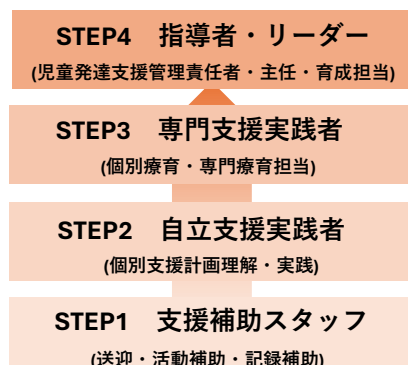 STEP4 指導者・リーダー
(児童発達支援管理責任者・主任・育成担当)
STEP3 専門支援実践者
(個別療育・専門療育担当)
STEP2 自立支援実践者
(個別支援計画理解・実践)
STEP1 支援補助スタッフ
(送迎・活動補助・記録補助)